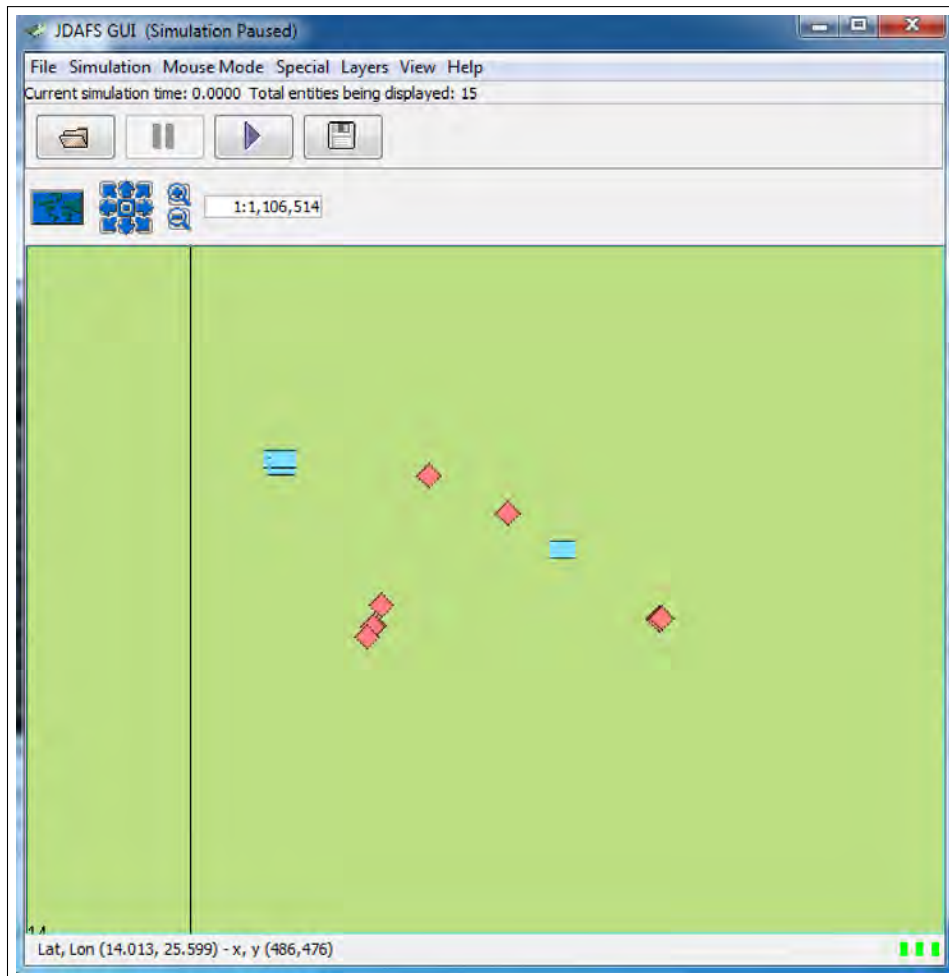 JDAFS GUI (Simulation Paused)
File Simulation Mouse Mode Special Layers View Help
Current simulation time: 0.0000 Total entities being displayed: 15
1:1,106,514
14
Lat, Lon (14.013, 25.599) - x, y (486,476)